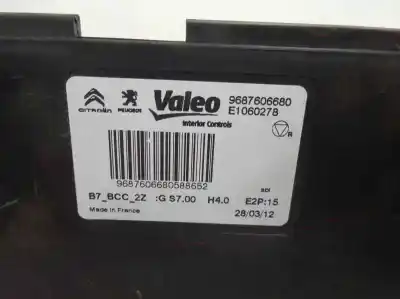 CITROËN PEUGEOT Valeo 9687606680
E1060278
Interior Controls
R
9687606680588652
B7_BCC_2Z :G S7.00 H4.0 E2P:15
Made in France 28/03/12